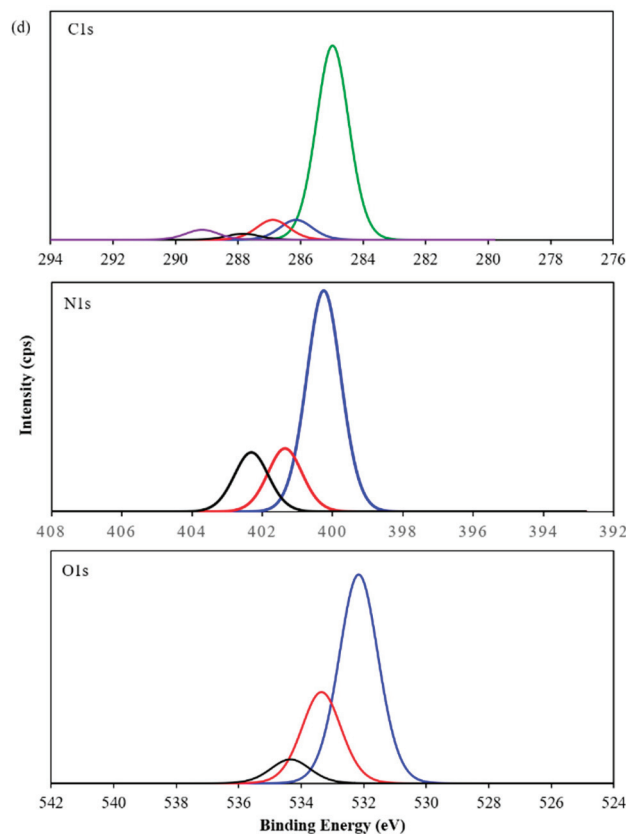 (d)
C1s
294 292 290 288 286 284 282 280 278 276
N1s
Intensity (cps)
408 406 404 402 400 398 396 394 392
O1s
542 540 538 536 534 532 530 528 526 524
Binding Energy (eV)